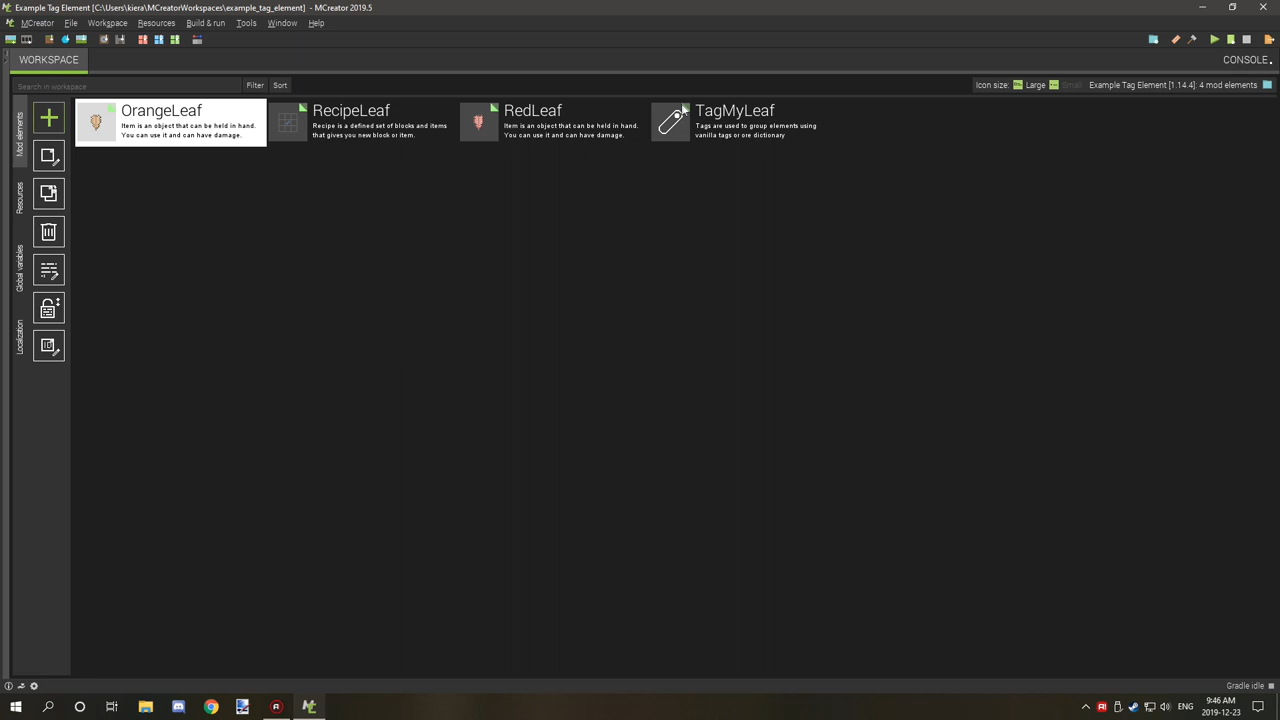 Example Tag Element [C:\Users\kiera\MCreatorWorkspaces\example_tag_element] - MCreator 2019.5
MCreator File Workspace Resources Build & run Tools Window Help
WORKSPACE
CONSOLE
Search in workspace
Filter
Sort
Icon size: Large Small Example Tag Element [1.14.4]: 4 mod elements
Mod elements
Resources
Global variables
Localization
OrangeLeaf
Item is an object that can be held in hand.
You can use it and can have damage.
RecipeLeaf
Recipe is a defined set of blocks and items
that gives you new block or item.
RedLeaf
Item is an object that can be held in hand.
You can use it and can have damage.
TagMyLeaf
Tags are used to group elements using
vanilla tags or ore dictionary
Gradle idle
ENG
9:46 AM
2019-12-23